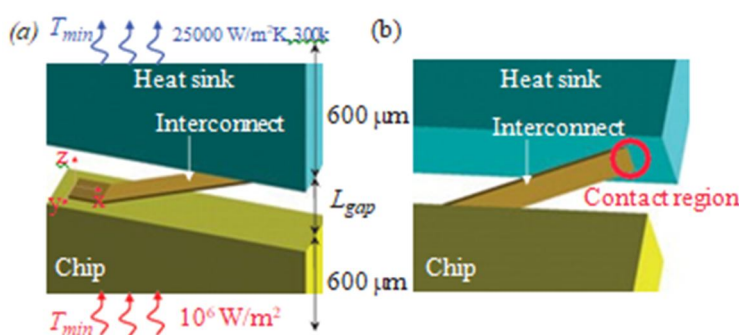 (a) T_min 25000 W/m²K, 300k
Heat sink
Interconnect
600 μm
z
y
x
L_gap
Chip
600 μm
T_min 10⁶ W/m²
(b)
Heat sink
Interconnect
Contact region
Chip